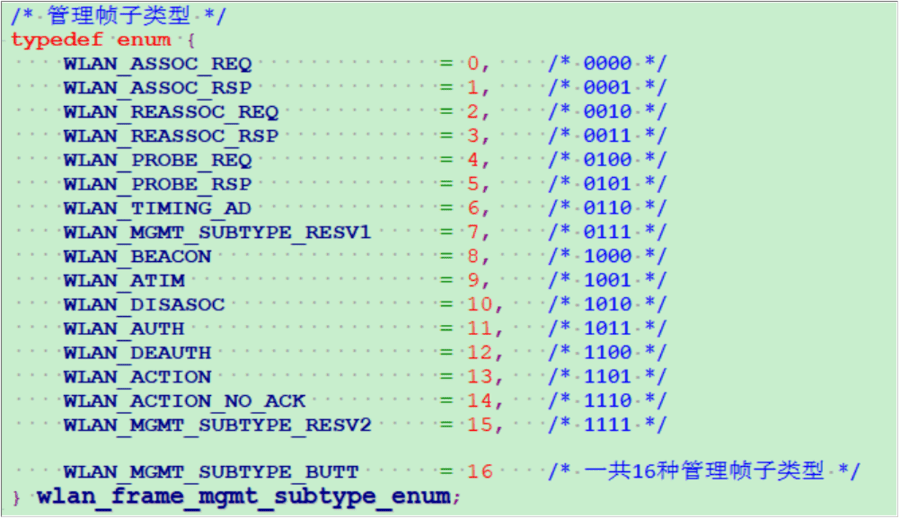 /* 管理帧子类型 */
typedef enum {
    WLAN_ASSOC_REQ              = 0,    /* 0000 */
    WLAN_ASSOC_RSP              = 1,    /* 0001 */
    WLAN_REASSOC_REQ            = 2,    /* 0010 */
    WLAN_REASSOC_RSP            = 3,    /* 0011 */
    WLAN_PROBE_REQ              = 4,    /* 0100 */
    WLAN_PROBE_RSP              = 5,    /* 0101 */
    WLAN_TIMING_AD              = 6,    /* 0110 */
    WLAN_MGMT_SUBTYPE_RESV1     = 7,    /* 0111 */
    WLAN_BEACON                 = 8,    /* 1000 */
    WLAN_ATIM                   = 9,    /* 1001 */
    WLAN_DISASOC                = 10,   /* 1010 */
    WLAN_AUTH                   = 11,   /* 1011 */
    WLAN_DEAUTH                 = 12,   /* 1100 */
    WLAN_ACTION                 = 13,   /* 1101 */
    WLAN_ACTION_NO_ACK          = 14,   /* 1110 */
    WLAN_MGMT_SUBTYPE_RESV2     = 15,   /* 1111 */
    WLAN_MGMT_SUBTYPE_BUTT      = 16    /* 一共16种管理帧子类型 */
} wlan_frame_mgmt_subtype_enum;